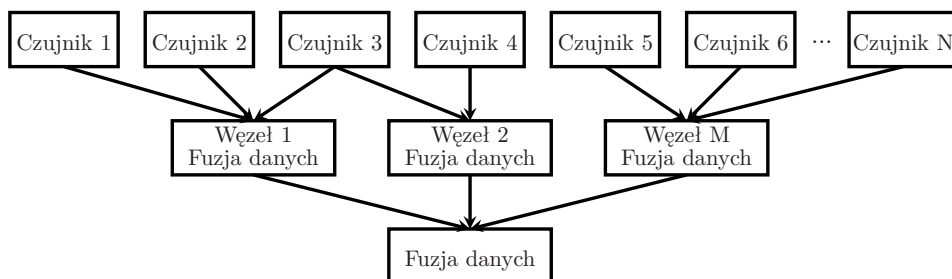 Czujnik 1
Czujnik 2
Czujnik 3
Czujnik 4
Czujnik 5
Czujnik 6
...
Czujnik N
Węzeł 1
Fuzja danych
Węzeł 2
Fuzja danych
Węzeł M
Fuzja danych
Fuzja danych